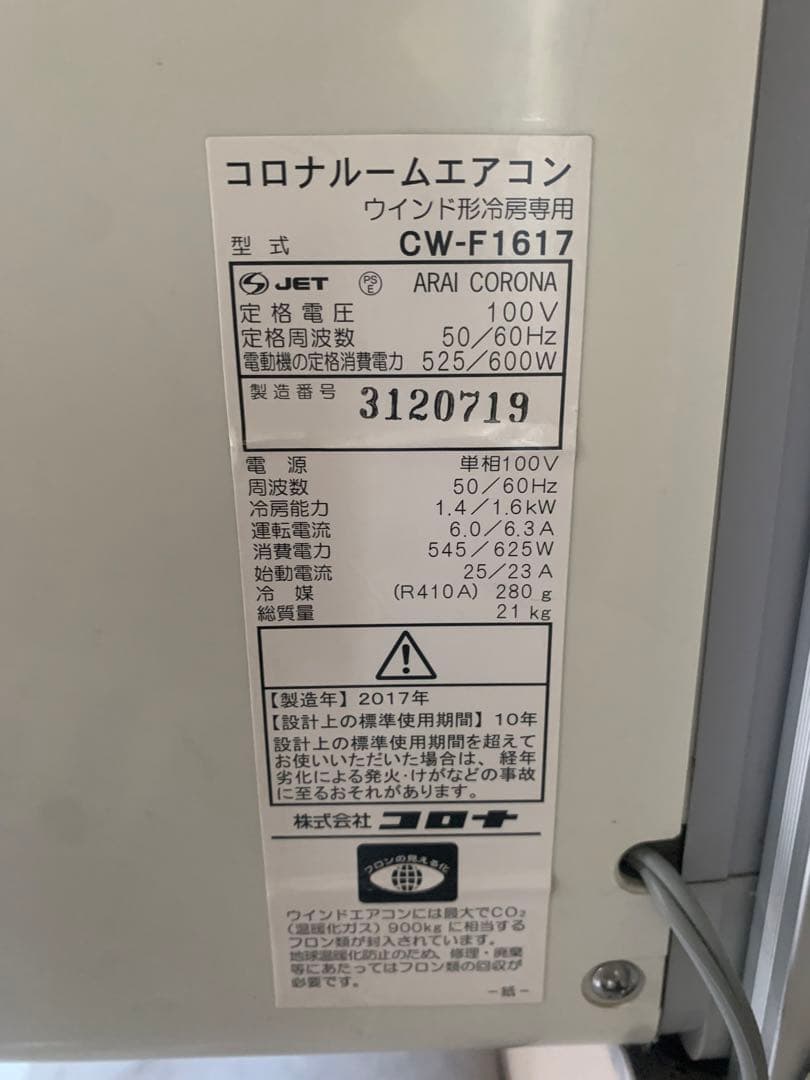 コロナルームエアコン
ウインド形冷房専用
型式 CW-F1617
JET PS E ARAI CORONA
定格電圧 100V
定格周波数 50/60Hz
電動機の定格消費電力 525/600W
製造番号 3120719
電源 単相100V
周波数 50/60Hz
冷房能力 1.4/1.6kW
運転電流 6.0/6.3A
消費電力 545/625W
始動電流 25/23A
冷媒 (R410A) 280g
総質量 21kg
【製造年】2017年
【設計上の標準使用期間】10年
設計上の標準使用期間を超えて
お使いいただいた場合は、経年
劣化による発火・けがなどの事故
に至るおそれがあります。
株式会社 コロナ
フロンの見える化
ウインドエアコンには最大でCO₂
(温暖化ガス) 900kgに相当する
フロン類が封入されています。
地球温暖化防止のため、修理・廃棄
等にあたってはフロン類の回収が
必要です。
－紙－